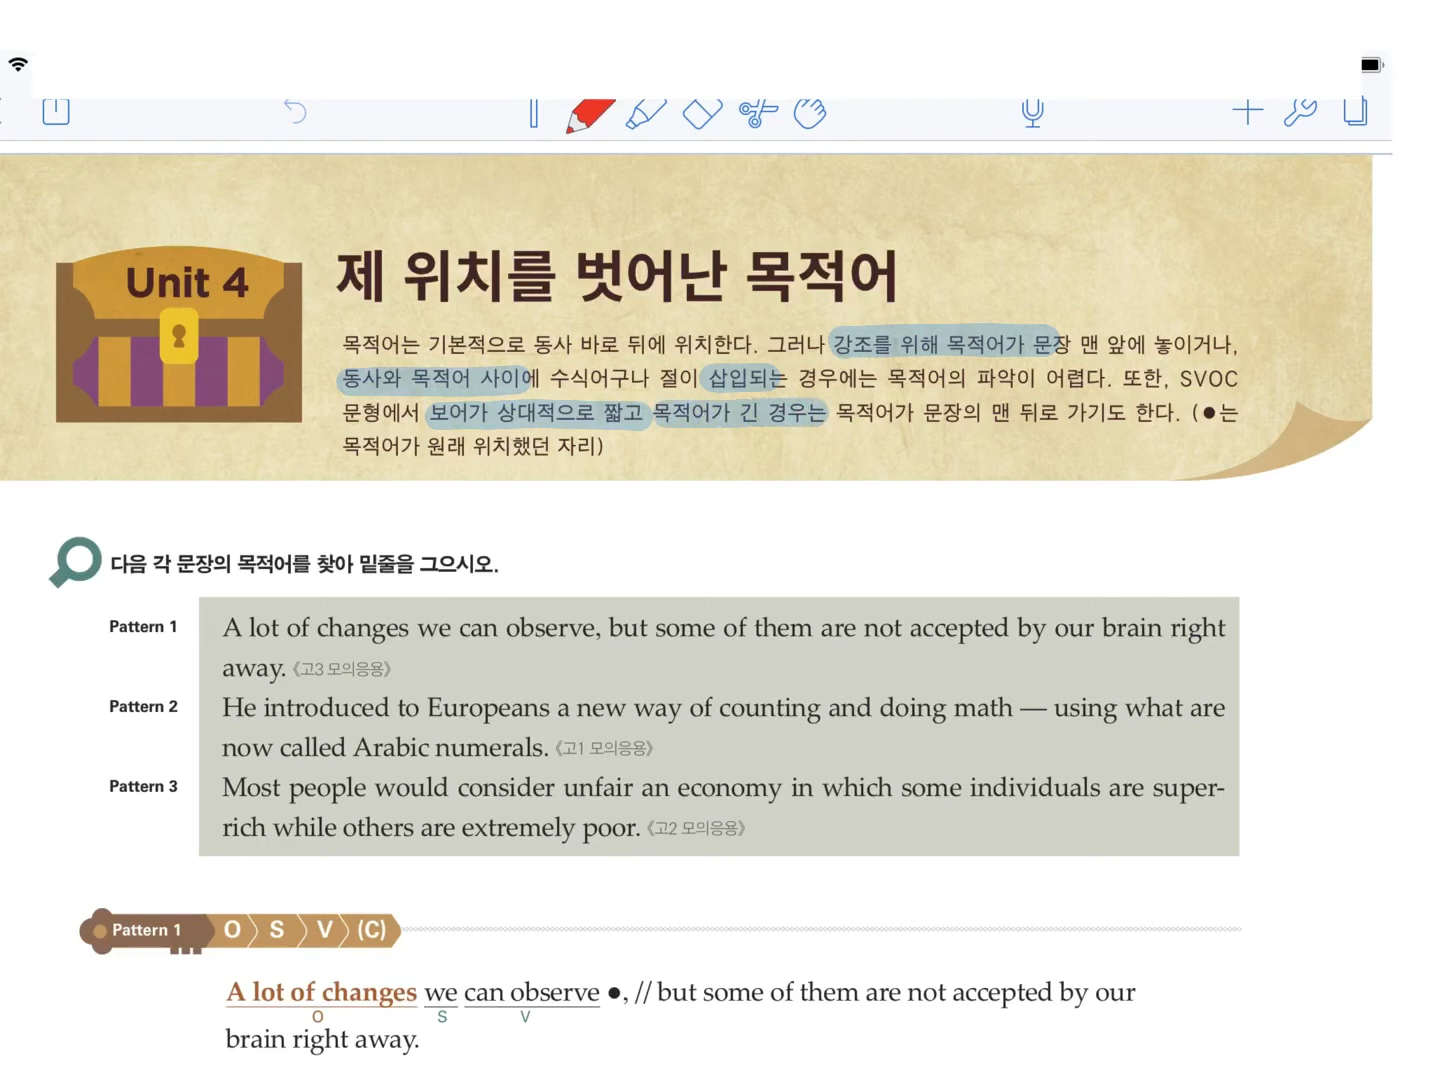 Unit 4
제 위치를 벗어난 목적어
목적어는 기본적으로 동사 바로 뒤에 위치한다. 그러나 강조를 위해 목적어가 문장 맨 앞에 놓이거나,
동사와 목적어 사이에 수식어구나 절이 삽입되는 경우에는 목적어의 파악이 어렵다. 또한, SVOC
문형에서 보어가 상대적으로 짧고 목적어가 긴 경우는 목적어가 문장의 맨 뒤로 가기도 한다. (●는
목적어가 원래 위치했던 자리)
다음 각 문장의 목적어를 찾아 밑줄을 그으시오.
Pattern 1 A lot of changes we can observe, but some of them are not accepted by our brain right
away. 《고3 모의응용》
Pattern 2 He introduced to Europeans a new way of counting and doing math — using what are
now called Arabic numerals. 《고1 모의응용》
Pattern 3 Most people would consider unfair an economy in which some individuals are super-
rich while others are extremely poor. 《고2 모의응용》
Pattern 1 O S V (C)
A lot of changes we can observe ●, // but some of them are not accepted by our
O S V
brain right away.